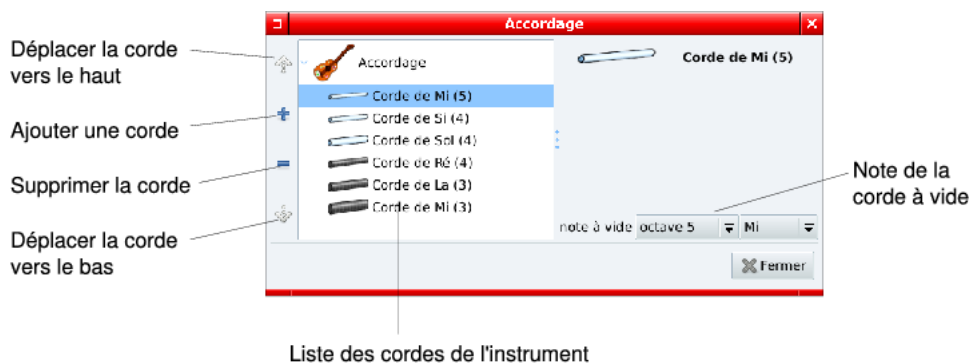 Accordage
Déplacer la corde
vers le haut
Accordage
Corde de Mi (5)
Corde de Mi (5)
Corde de Si (4)
Ajouter une corde
Corde de Sol (4)
Corde de Ré (4)
Supprimer la corde
Corde de La (3)
Corde de Mi (3)
Note de la
corde à vide
note à vide octave 5 Mi
Déplacer la corde
vers le bas
Fermer
Liste des cordes de l'instrument